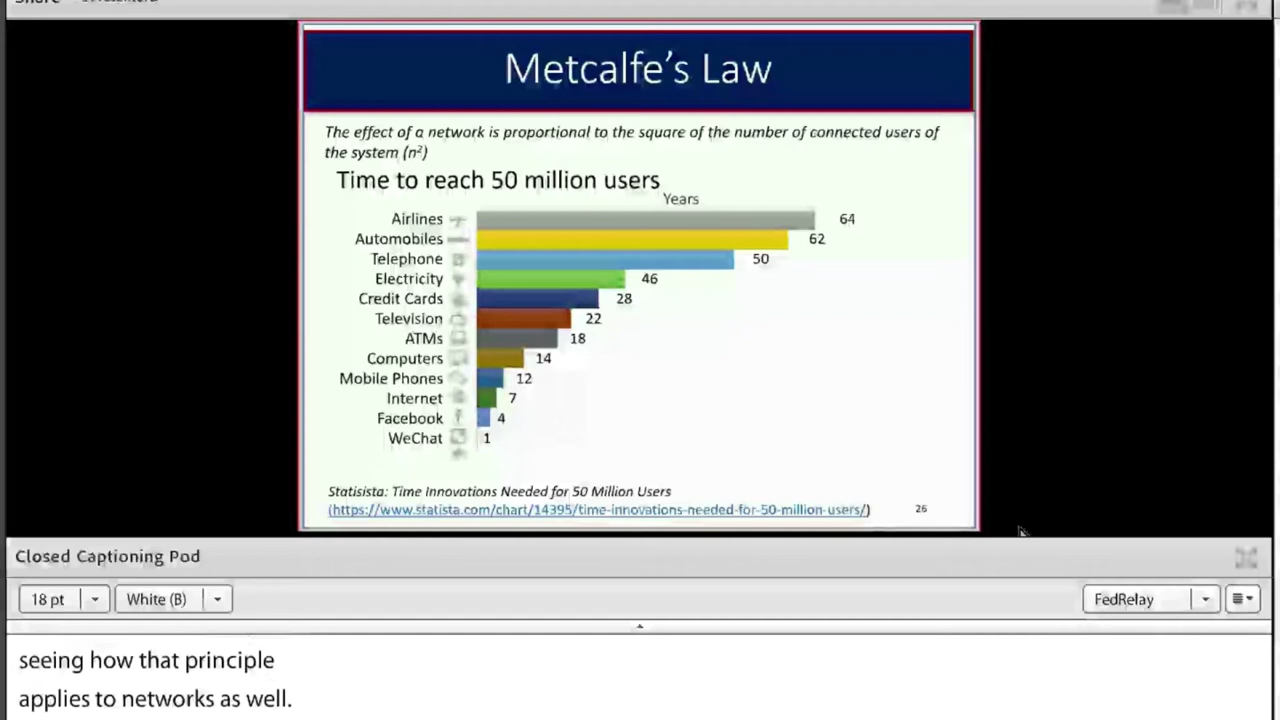 Metcalfe's Law
The effect of a network is proportional to the square of the number of connected users of
the system (n²)
Time to reach 50 million users
Years
Airlines 64
Automobiles 62
Telephone 50
Electricity 46
Credit Cards 28
Television 22
ATMs 18
Computers 14
Mobile Phones 12
Internet 7
Facebook 4
WeChat 1
Statisista: Time Innovations Needed for 50 Million Users
(https://www.statista.com/chart/14395/time-innovations-needed-for-50-million-users/)
26
Closed Captioning Pod
18 pt White (B) FedRelay
seeing how that principle
applies to networks as well.